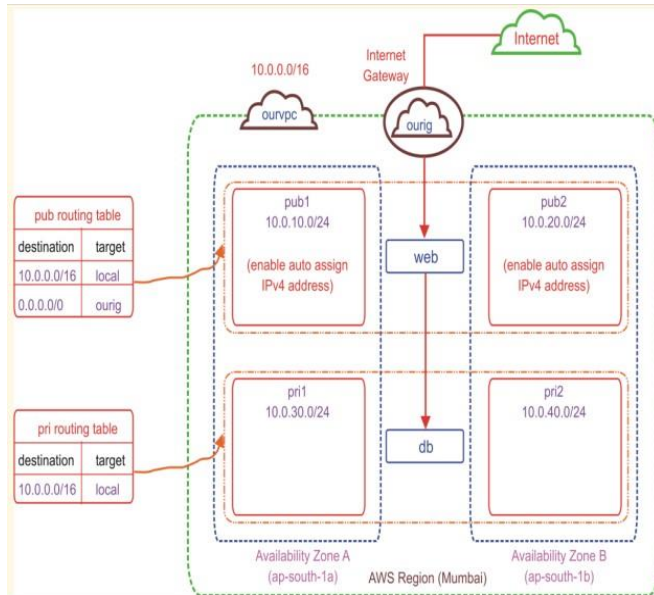 Internet
Internet
Gateway
10.0.0.0/16
ourvpc
ourig
pub routing table
destination target
10.0.0.0/16 local
0.0.0.0/0 ourig
pub1
10.0.10.0/24
(enable auto assign
IPv4 address)
web
pub2
10.0.20.0/24
(enable auto assign
IPv4 address)
pri routing table
destination target
10.0.0.0/16 local
pri1
10.0.30.0/24
db
pri2
10.0.40.0/24
Availability Zone A
(ap-south-1a)
AWS Region (Mumbai)
Availability Zone B
(ap-south-1b)